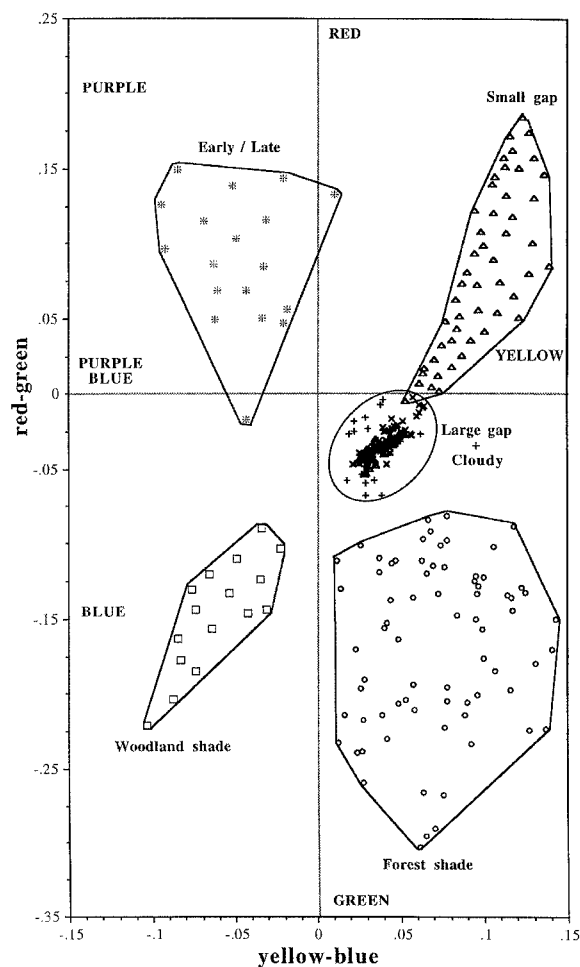 .25
RED
PURPLE
Small gap
Early / Late
.15
.05
YELLOW
PURPLE
BLUE
0
red-green
Large gap
+
Cloudy
-.05
BLUE
-.15
Woodland shade
-.25
Forest shade
GREEN
-.35
-.15
-.1
-.05
0
.05
.1
.15
yellow-blue